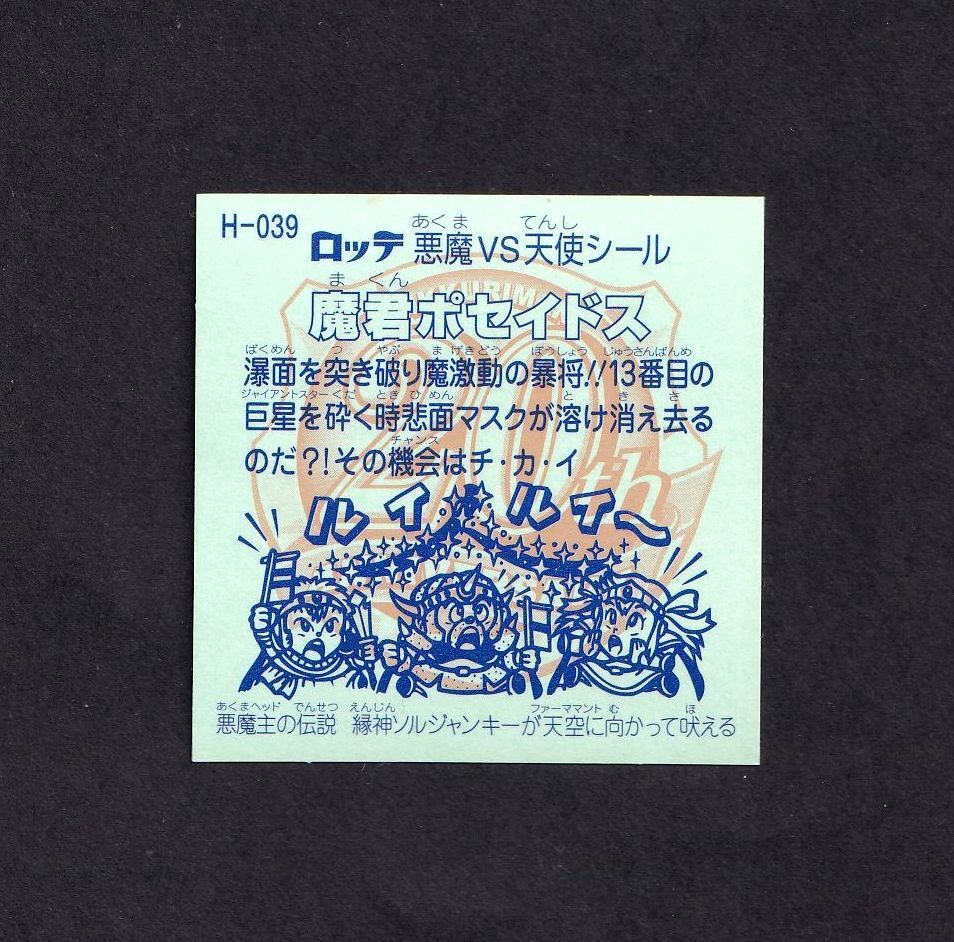 H-039
ロッテ 悪魔VS天使シール
あくま てんし
まくん
魔君ポセイドス
ばくめん つ やぶ まげきどう ぼうしょう じゅうさんばんめ
瀑面を突き破り魔激動の暴将!!13番目の
ジャイアントスター くだ とき ひめん と き さ
巨星を砕く時悲面マスクが溶け消え去る
チャンス
のだ?!その機会はチ・カ・イ
ルイ ルイ〜
20th
あくまヘッド でんせつ えんじん ファーママント む ほ
悪魔主の伝説 縁神ソルジャンキーが天空に向かって吠える